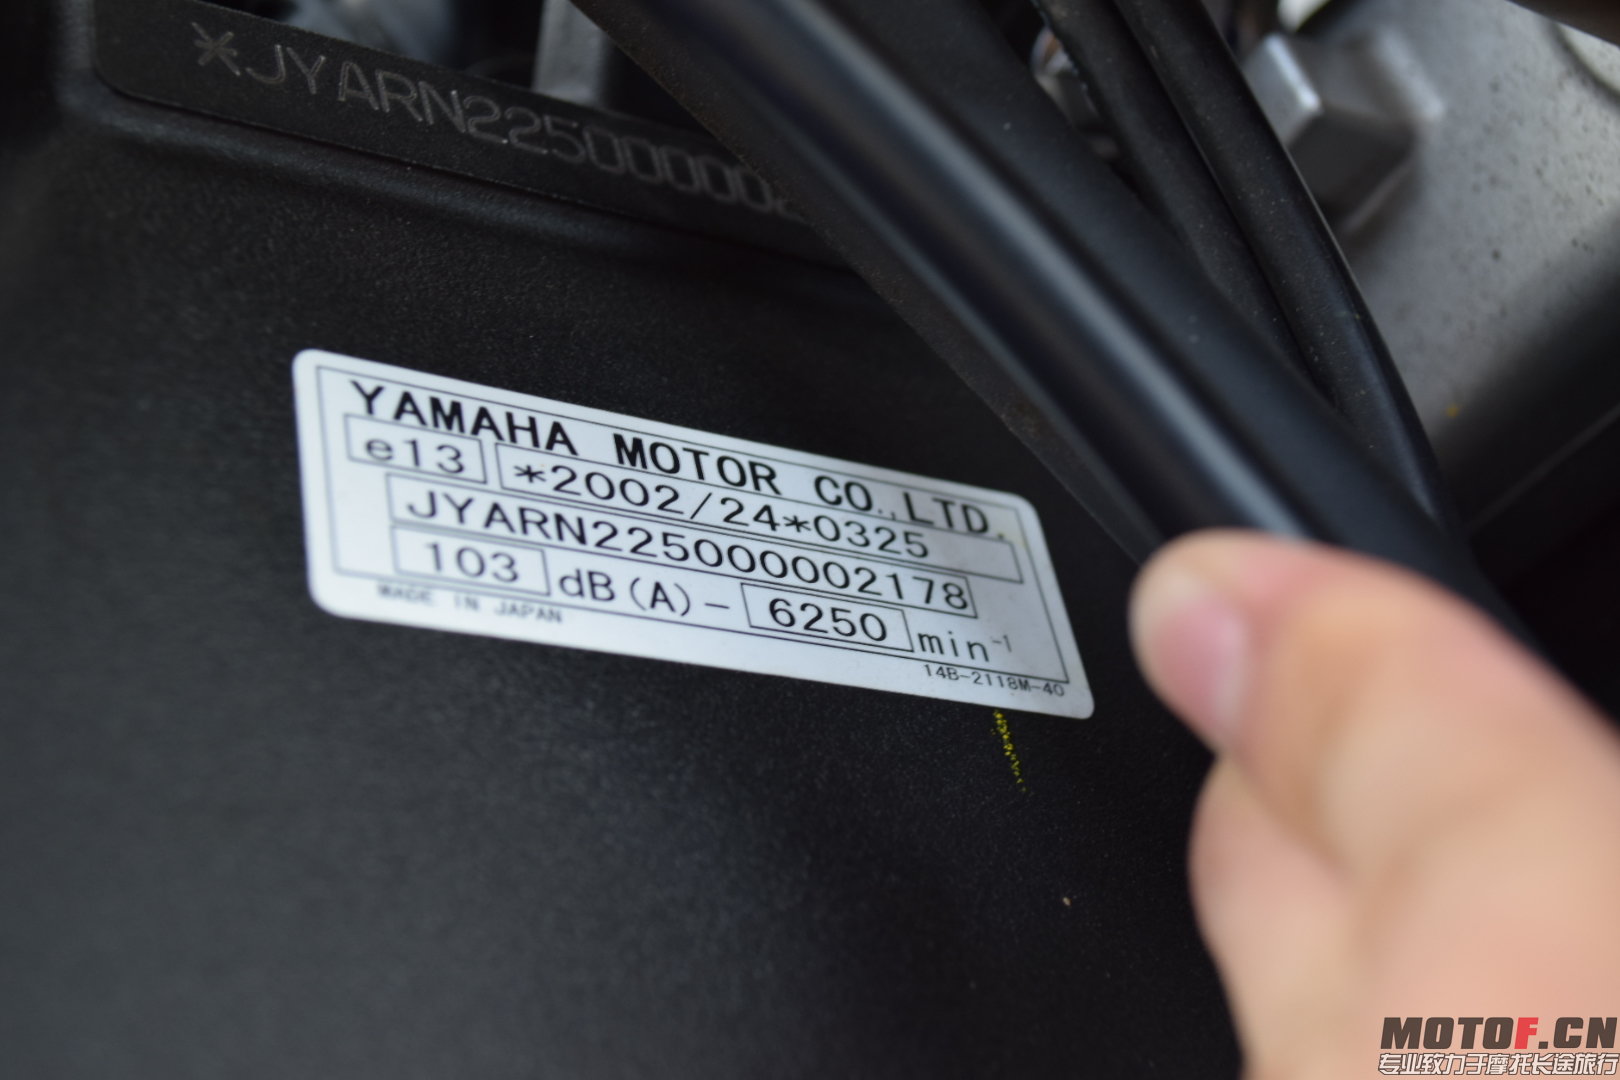 *JYARN22500000
YAMAHA MOTOR CO.,LTD.
e13 *2002/24*0325
JYARN225000002178
103 dB(A)- 6250 min⁻¹
MADE IN JAPAN
14B-2118M-40
MOTOF.CN
专业致力于摩托长途旅行